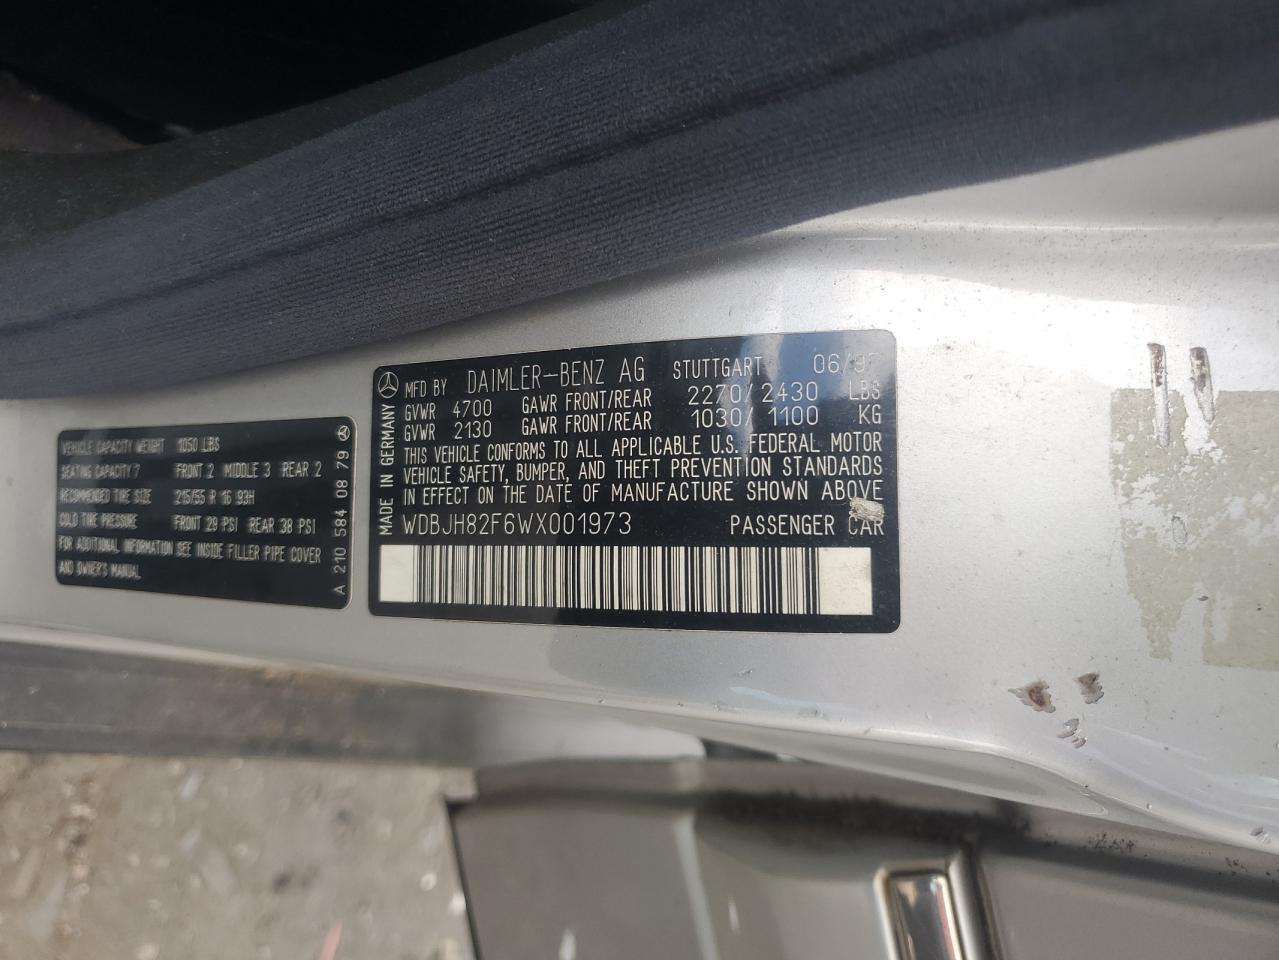 VEHICLE CAPACITY WEIGHT 1050 LBS
SEATING CAPACITY 7 FRONT 2 MIDDLE 3 REAR 2
RECOMMENDED TIRE SIZE 215/55 R 16 93H
COLD TIRE PRESSURE FRONT 29 PSI REAR 38 PSI
FOR ADDITIONAL INFORMATION SEE INSIDE FILLER PIPE COVER
AND OWNER'S MANUAL
A 210 584 08 79
MADE IN GERMANY
MFG BY DAIMLER-BENZ AG STUTTGART 06/9
GVWR 4700 GAWR FRONT/REAR 2270/2430 LBS
GVWR 2130 GAWR FRONT/REAR 1030/1100 KG
THIS VEHICLE CONFORMS TO ALL APPLICABLE U.S. FEDERAL MOTOR
VEHICLE SAFETY, BUMPER, AND THEFT PREVENTION STANDARDS
IN EFFECT ON THE DATE OF MANUFACTURE SHOWN ABOVE
WDBJH82F6WX001973 PASSENGER CAR